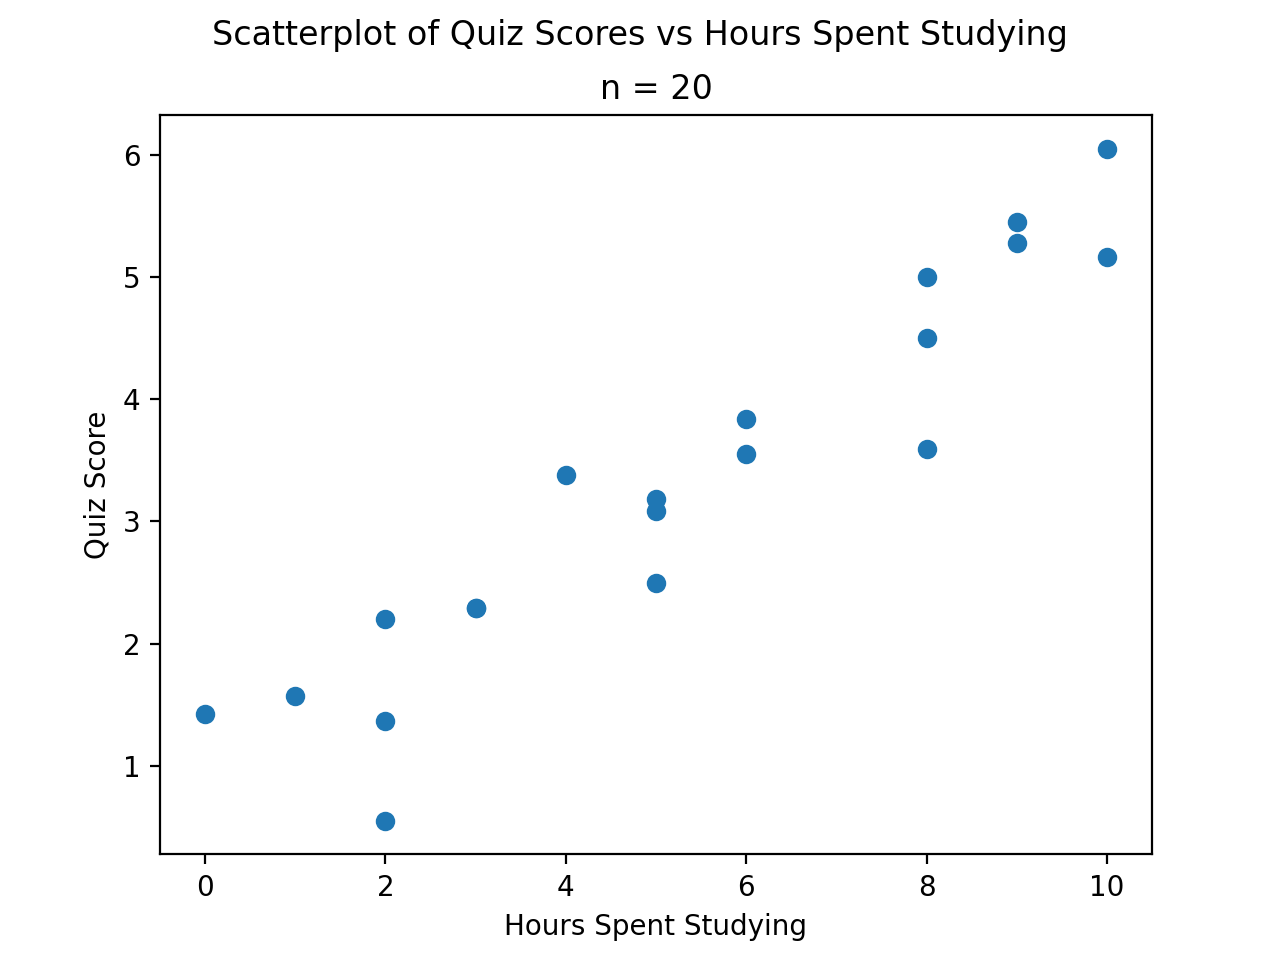 Scatterplot of Quiz Scores vs Hours Spent Studying
n = 20
6
5
4
3
2
1
Quiz Score
0 2 4 6 8 10
Hours Spent Studying